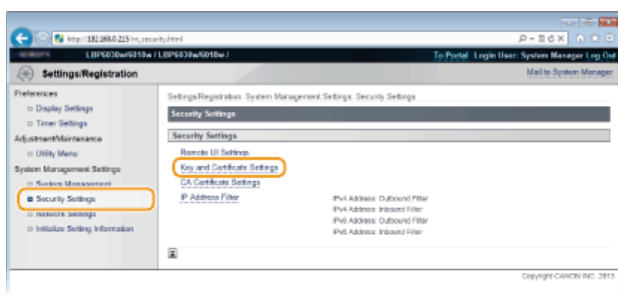 http://192.168.0.215/m_security.html
LBP6030w/6018w / LBP6030w/6018w /
To Portal Login User: System Manager Log Out
Settings/Registration
Mail to System Manager
Preferences
Display Settings
Timer Settings
Adjustment/Maintenance
Utility Menu
System Management Settings
System Management
Security Settings
Network Settings
Initialize Setting Information
Settings/Registration: System Management Settings: Security Settings
Security Settings
Security Settings
Remote UI Settings
Key and Certificate Settings
CA Certificate Settings
IP Address Filter
IPv4 Address: Outbound Filter
IPv4 Address: Inbound Filter
IPv6 Address: Outbound Filter
IPv6 Address: Inbound Filter
Copyright CANON INC. 2013